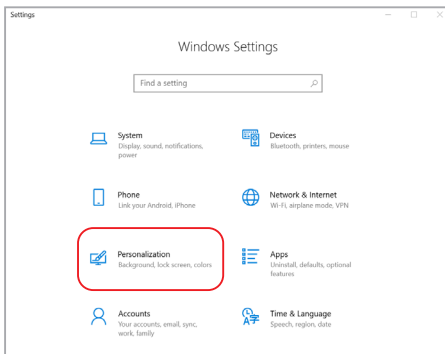 Settings
Windows Settings
Find a setting
System
Display, sound, notifications,
power
Devices
Bluetooth, printers, mouse
Phone
Link your Android, iPhone
Network & Internet
Wi-Fi, airplane mode, VPN
Personalization
Background, lock screen, colors
Apps
Uninstall, defaults, optional
features
Accounts
Your accounts, email, sync,
work, family
Time & Language
Speech, region, date